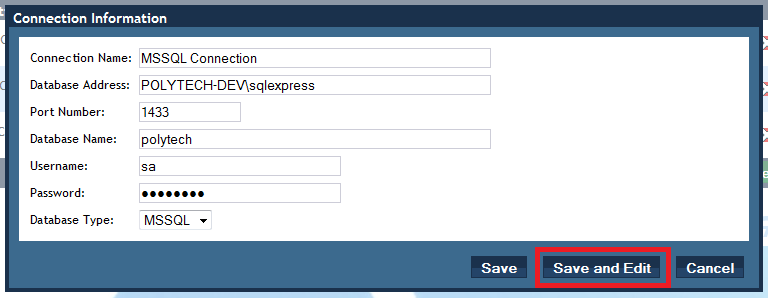 Connection Information
Connection Name: MSSQL Connection
Database Address: POLYTECH-DEV\sqlexpress
Port Number: 1433
Database Name: polytech
Username: sa
Password: ●●●●●●●●
Database Type: MSSQL
Save Save and Edit Cancel